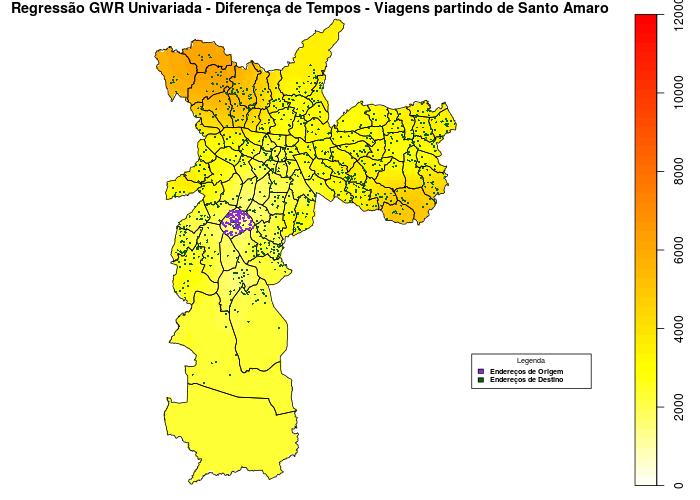 Regressão GWR Univariada - Diferença de Tempos - Viagens partindo de Santo Amaro
12000
10000
8000
6000
4000
2000
0
Legenda
Endereços de Origem
Endereços de Destino